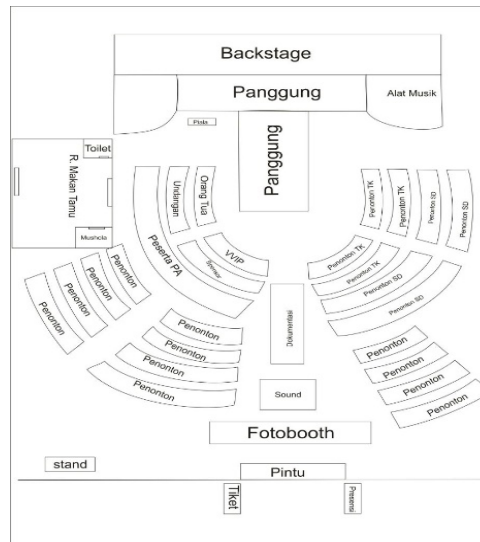 Backstage
Panggung
Alat Musik
Piala
Panggung
Toilet
R. Makan Tamu
Mushola
Orang Tua
Undangan
Peserta PA
VVIP
Penonton TK
Penonton TK
Penonton SD
Penonton SD
Penonton TK
Penonton TK
Penonton SD
Penonton SD
Penonton
Penonton
Penonton
Penonton
Penonton
Penonton
Penonton
Penonton
Dokumentasi
Penonton
Penonton
Penonton
Penonton
Sound
Fotobooth
stand
Pintu
Tiket
Presensi